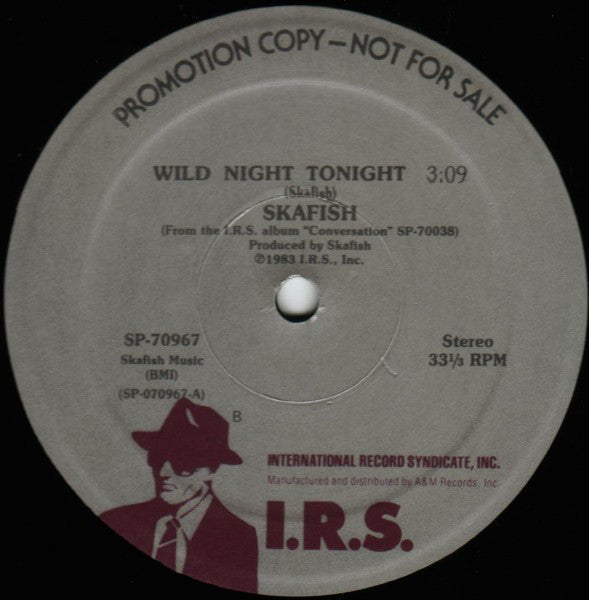 PROMOTION COPY—NOT FOR SALE
WILD NIGHT TONIGHT 3:09
(Skafish)
SKAFISH
(From the I.R.S. album "Conversation" SP-70038)
Produced by Skafish
℗1983 I.R.S., Inc.
SP-70967
Skafish Music
(BMI)
(SP-070967-A)
Stereo
33⅓ RPM
B
INTERNATIONAL RECORD SYNDICATE, INC.
Manufactured and distributed by A&M Records, Inc.
I.R.S.